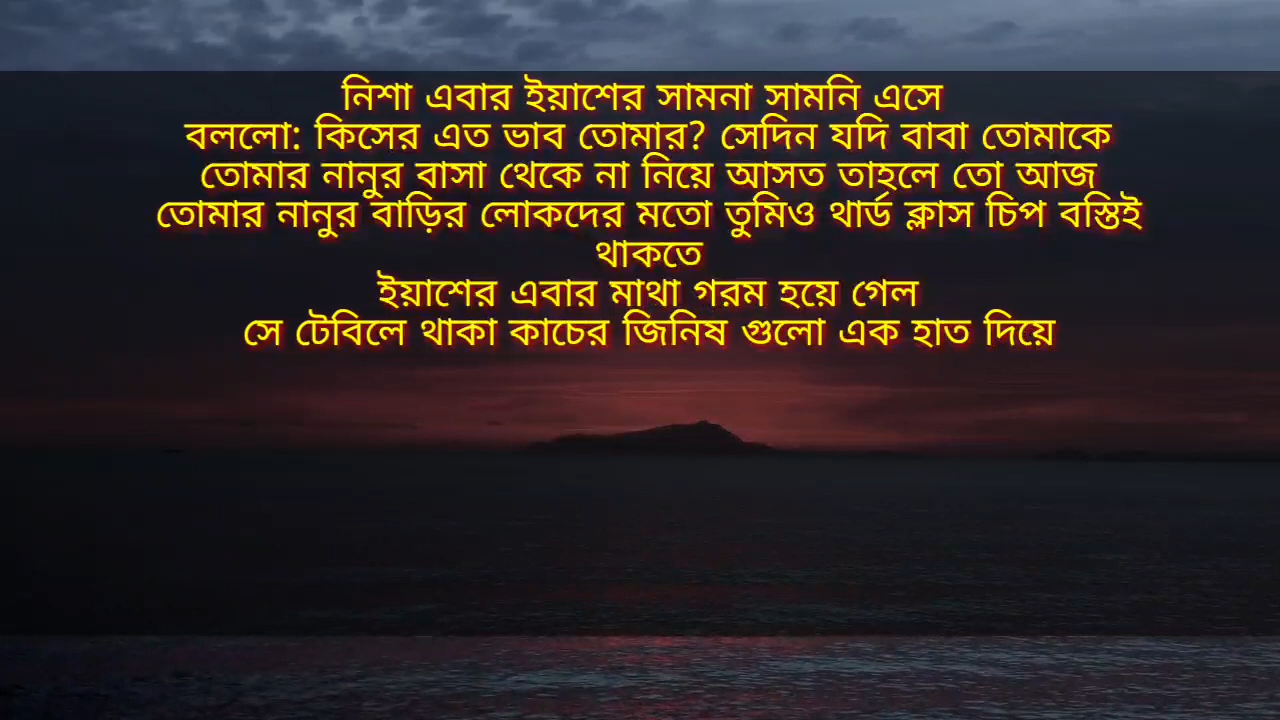 নিশা এবার ইয়াশের সামনা সামনি এসে
বললো: কিসের এত ভাব তোমার? সেদিন যদি বাবা তোমাকে
তোমার নানুর বাসা থেকে না নিয়ে আসত তাহলে তো আজ
তোমার নানুর বাড়ির লোকদের মতো তুমিও থার্ড ক্লাস চিপ বস্তিই
থাকতে
ইয়াশের এবার মাথা গরম হয়ে গেল
সে টেবিলে থাকা কাচের জিনিষ গুলো এক হাত দিয়ে